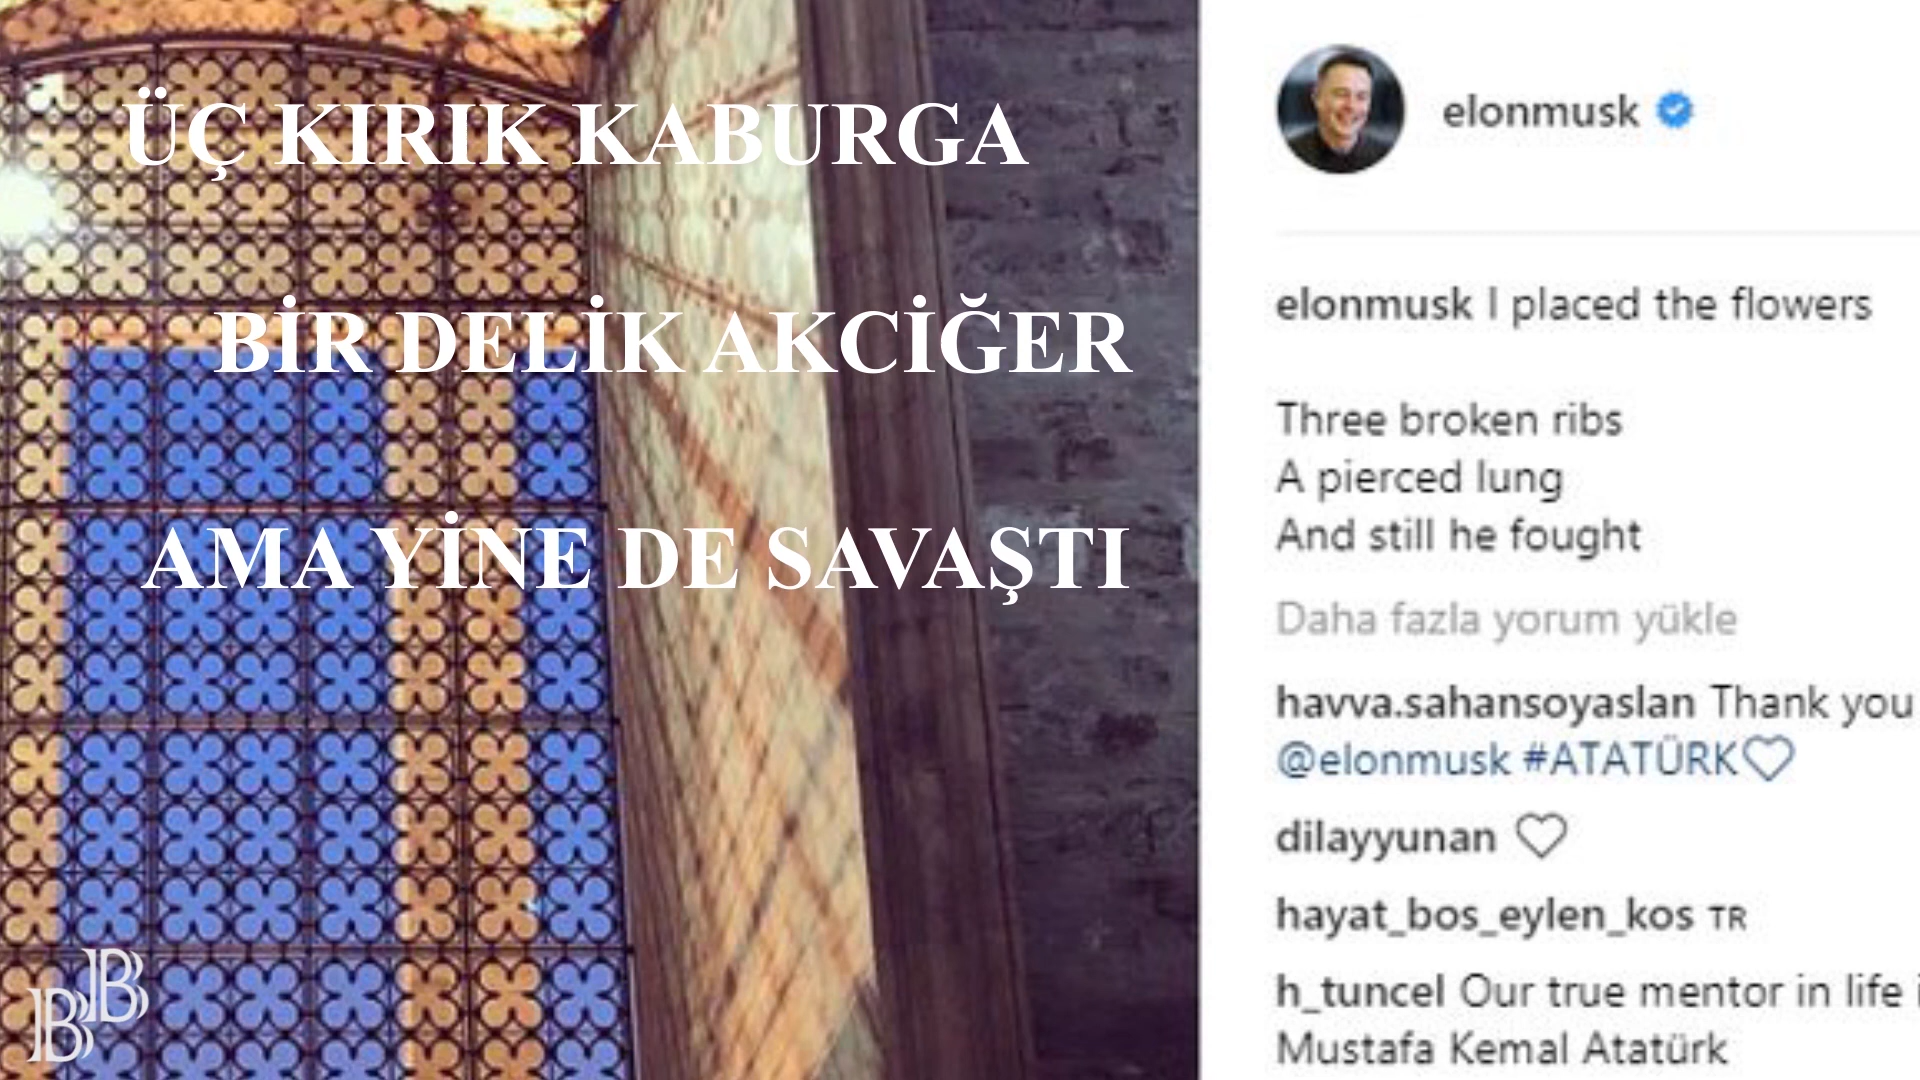 ÜÇ KIRIK KABURGA
BİR DELİK AKCİĞER
AMA YİNE DE SAVAŞTI
BB
elonmusk
elonmusk I placed the flowers
Three broken ribs
A pierced lung
And still he fought
Daha fazla yorum yükle
havva.sahansoyaslan Thank you
@elonmusk #ATATÜRK♡
dilayyunan ♡
hayat_bos_eylen_kos TR
h_tuncel Our true mentor in life i
Mustafa Kemal Atatürk